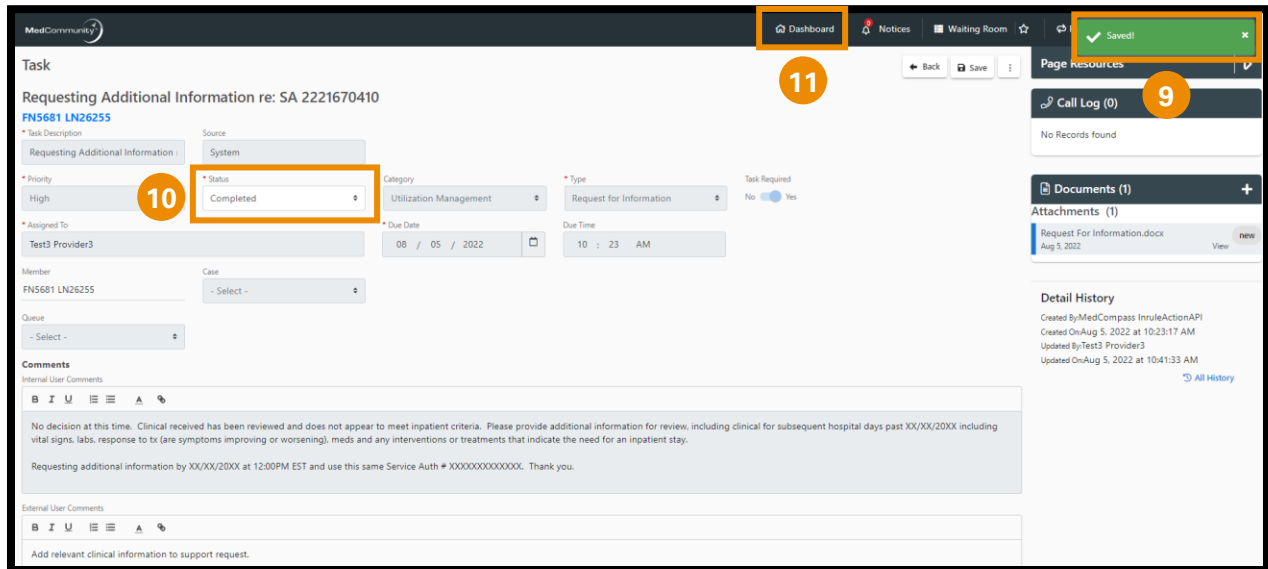 MedCommunity
Dashboard
Notices
Waiting Room
Saved!
×
Task
Back
Save
Page Resources
11
9
Requesting Additional Information re: SA 2221670410
FN5681 LN26255
Call Log (0)
No Records found
* Task Description
Source
Requesting Additional Information
System
* Priority
* Status
Category
* Type
Task Required
High
10
Completed
Utilization Management
Request for Information
No
Yes
Documents (1)
+
Attachments (1)
Request For Information.docx
new
Aug 5, 2022
View
* Assigned To
* Due Date
Due Time
Test3 Provider3
08 / 05 / 2022
10 : 23 AM
Member
Case
FN5681 LN26255
- Select -
Queue
- Select -
Detail History
Created By:MedCompass InruleActionAPI
Created On:Aug 5, 2022 at 10:23:17 AM
Updated By:Test3 Provider3
Updated On:Aug 5, 2022 at 10:41:33 AM
All History
Comments
Internal User Comments
B I U A
No decision at this time. Clinical received has been reviewed and does not appear to meet inpatient criteria. Please provide additional information for review, including clinical for subsequent hospital days past XX/XX/20XX including
vital signs, labs, response to tx (are symptoms improving or worsening), meds and any interventions or treatments that indicate the need for an inpatient stay.
Requesting additional information by XX/XX/20XX at 12:00PM EST and use this same Service Auth # XXXXXXXXXXXXX. Thank you.
External User Comments
B I U A
Add relevant clinical information to support request.